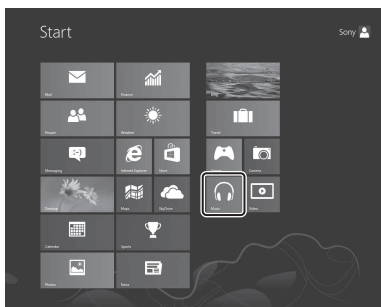 Start
Sony
Mail
Finance
People
Weather
Travel
Messaging
Internet Explorer
Store
Games
Camera
Desktop
Maps
SkyDrive
Music
Video
Calendar
Sports
Photos
News